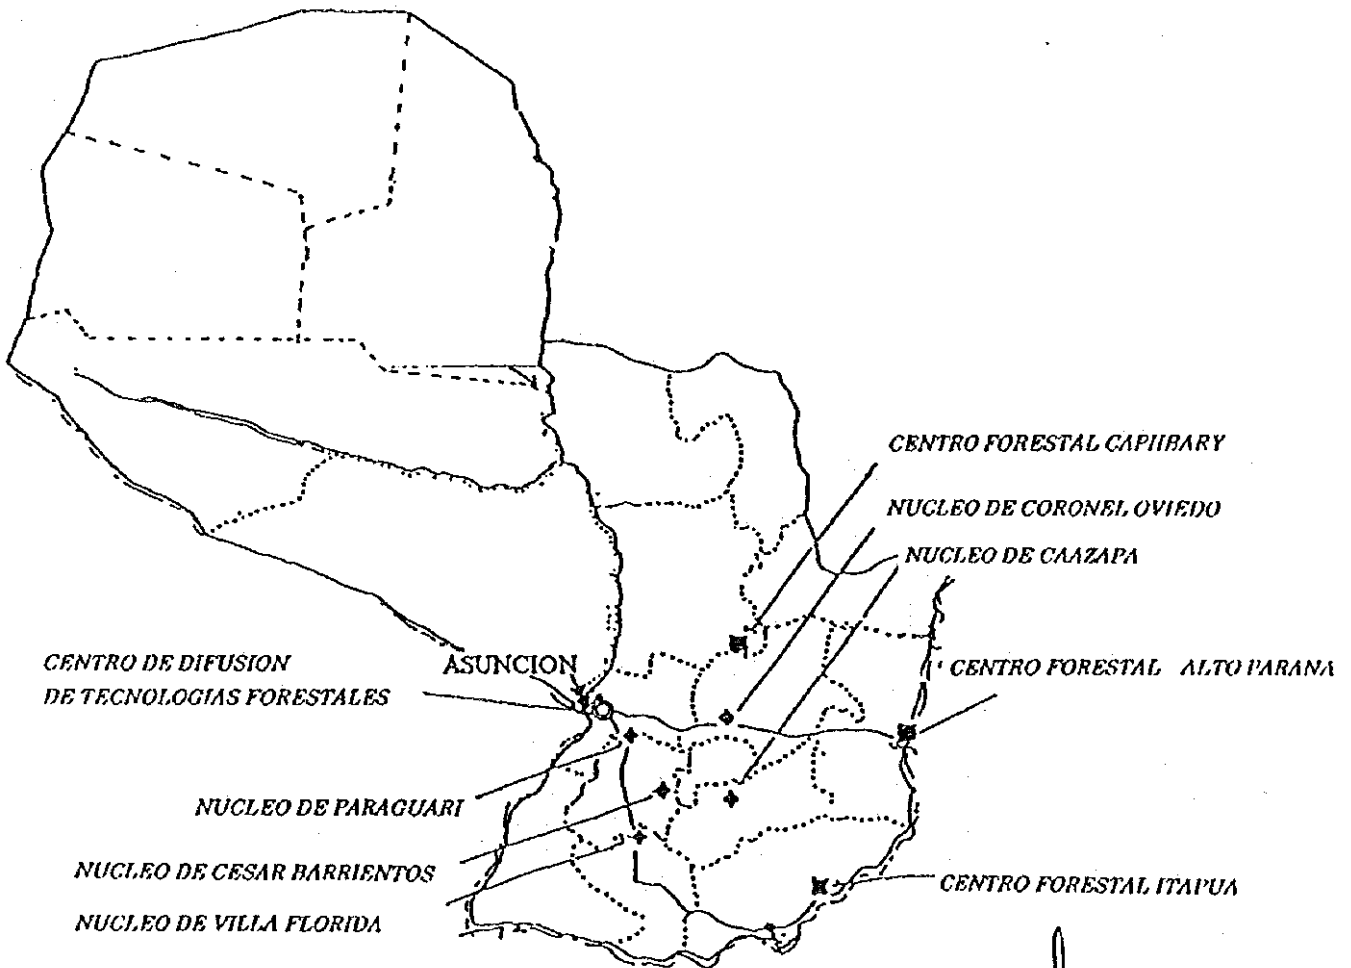 CENTRO FORESTAL CAPIIBARY
NUCLEO DE CORONEL OVIEDO
NUCLEO DE CAAZAPA
CENTRO DE DIFUSION
DE TECNOLOGIAS FORESTALES
ASUNCION
CENTRO FORESTAL ALTO PARANA
NUCLEO DE PARAGUARI
NUCLEO DE CESAR BARRIENTOS
NUCLEO DE VILLA FLORIDA
CENTRO FORESTAL ITAPUA